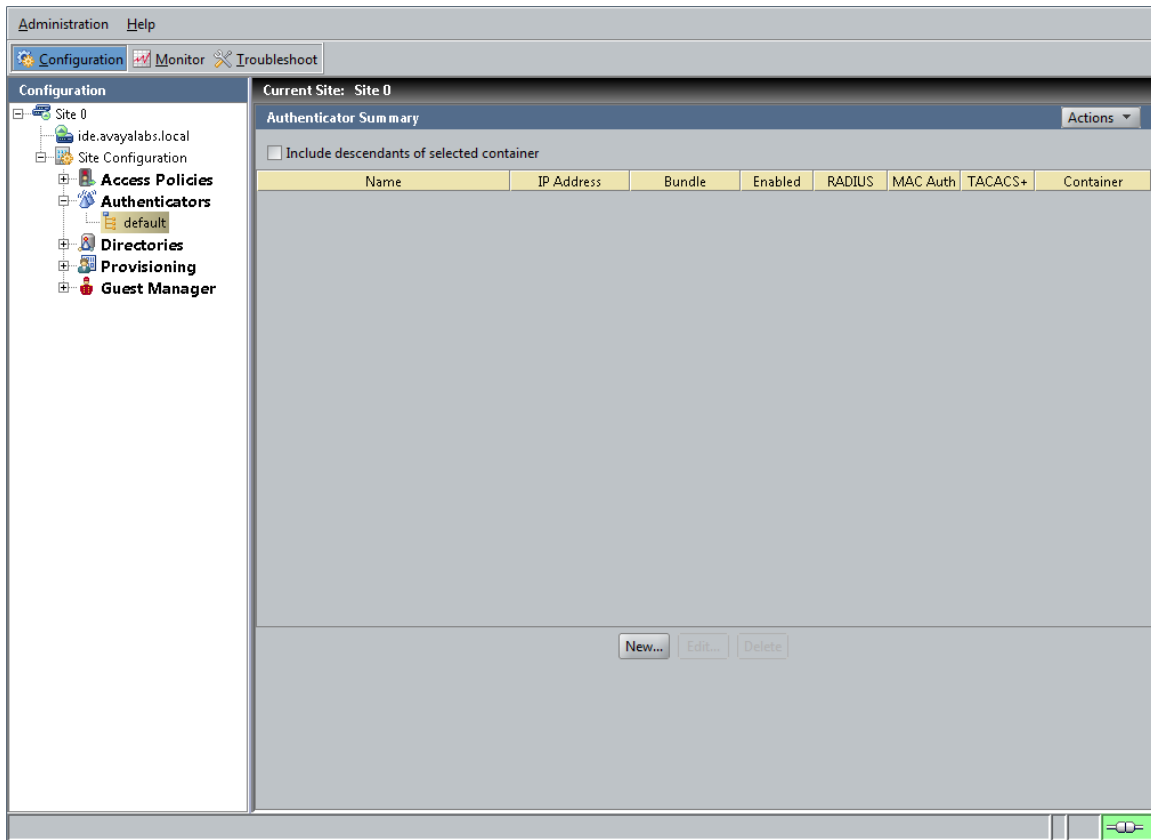 Administration Help
Configuration Monitor Troubleshoot
Configuration
Site 0
ide.avayalabs.local
Site Configuration
Access Policies
Authenticators
default
Directories
Provisioning
Guest Manager
Current Site: Site 0
Authenticator Summary Actions
Include descendants of selected container
Name IP Address Bundle Enabled RADIUS MAC Auth TACACS+ Container
New... Edit... Delete